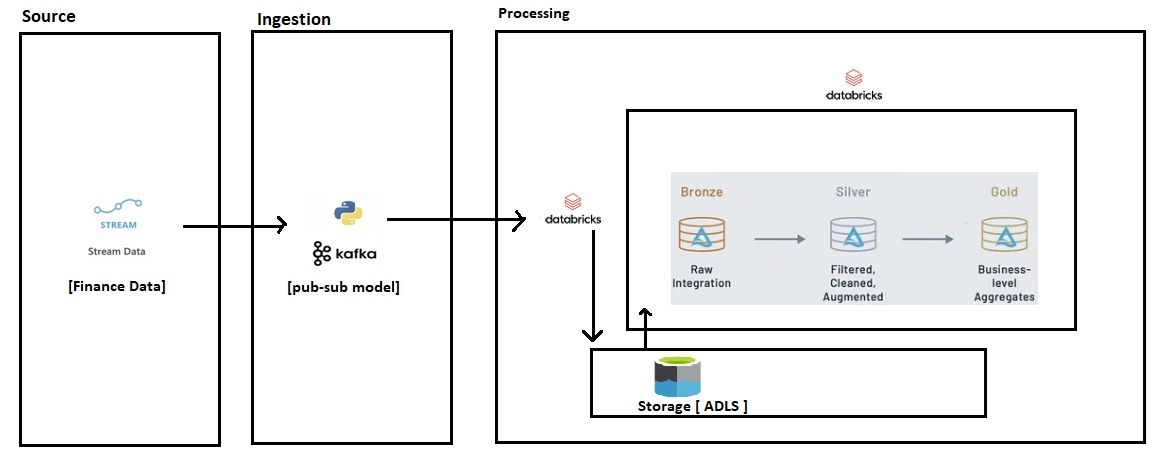 Source
Ingestion
Processing
databricks
STREAM
Stream Data
[Finance Data]
kafka
[pub-sub model]
databricks
Bronze
Silver
Gold
Raw
Integration
Filtered,
Cleaned,
Augmented
Business-
level
Aggregates
Storage [ ADLS ]